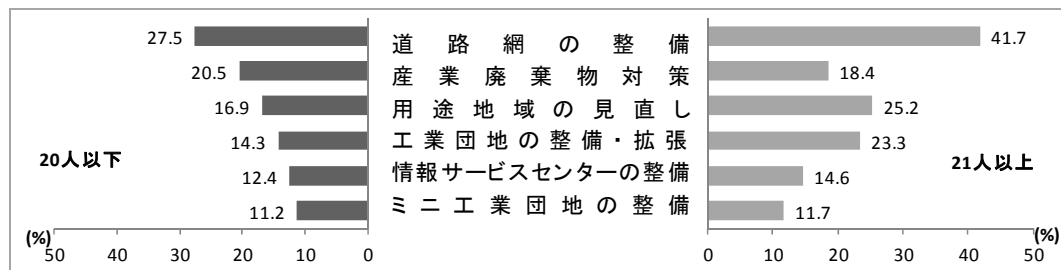 27.5 道路網の整備 41.7
20.5 産業廃棄物対策 18.4
16.9 用途地域の見直し 25.2
14.3 工業団地の整備・拡張 23.3
20人以下 21人以上
12.4 情報サービスセンターの整備 14.6
11.2 ミニ工業団地の整備 11.7
(%) (%)
50 40 30 20 10 0 0 10 20 30 40 50